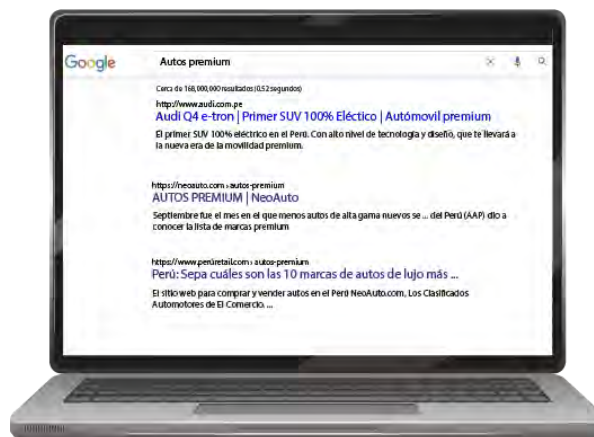 Google
Autos premium
Cerca de 168,000,000 resultados (0.52 segundos)
http://www.audi.com.pe
Audi Q4 e-tron | Primer SUV 100% Eléctico | Autómovil premium
El primer SUV 100% eléctrico en el Perú. Con alto nivel de tecnología y diseño, que te llevará a
la nueva era de la movilidad premium.
https://neoauto.com › autos-premium
AUTOS PREMIUM | NeoAuto
Septiembre fue el mes en el que menos autos de alta gama nuevos se ... del Perú (AAP) dio a
conocer la lista de marcas premium
https://www.perúretail.com › autos-premium
Perú: Sepa cuáles son las 10 marcas de autos de lujo más ...
El sitio web para comprar y vender autos en el Perú NeoAuto.com, Los Clasificados
Automotores de El Comercio. ...